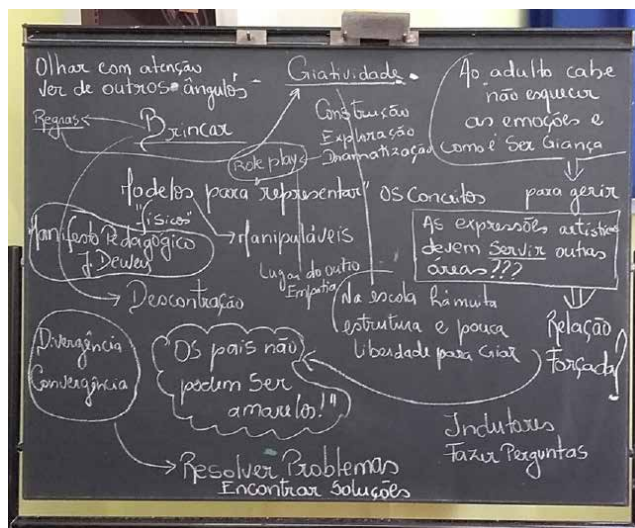 Olhar com atenção
Ver de outros ângulos
Criatividade
Ao adulto cabe
não esquecer
as emoções e
como é Ser Criança
Regras
Brincar
Construção
Exploração
Dramatização
Role play
Modelos para "representar" os conceitos
para gerir
"físicos"
Manifesto Pedagógico
J. Dewey
Manipuláveis
As expressões artísticas
devem Servir outras
áreas???
Lugar do outro
Empatia
Descontração
Na escola há muita
estrutura e pouca
liberdade para Criar
Relação
Forçada!
Divergência
Convergência
"Os pais não
podem ser
amarelos!"
Indutores
Fazer Perguntas
Resolver Problemas
Encontrar Soluções